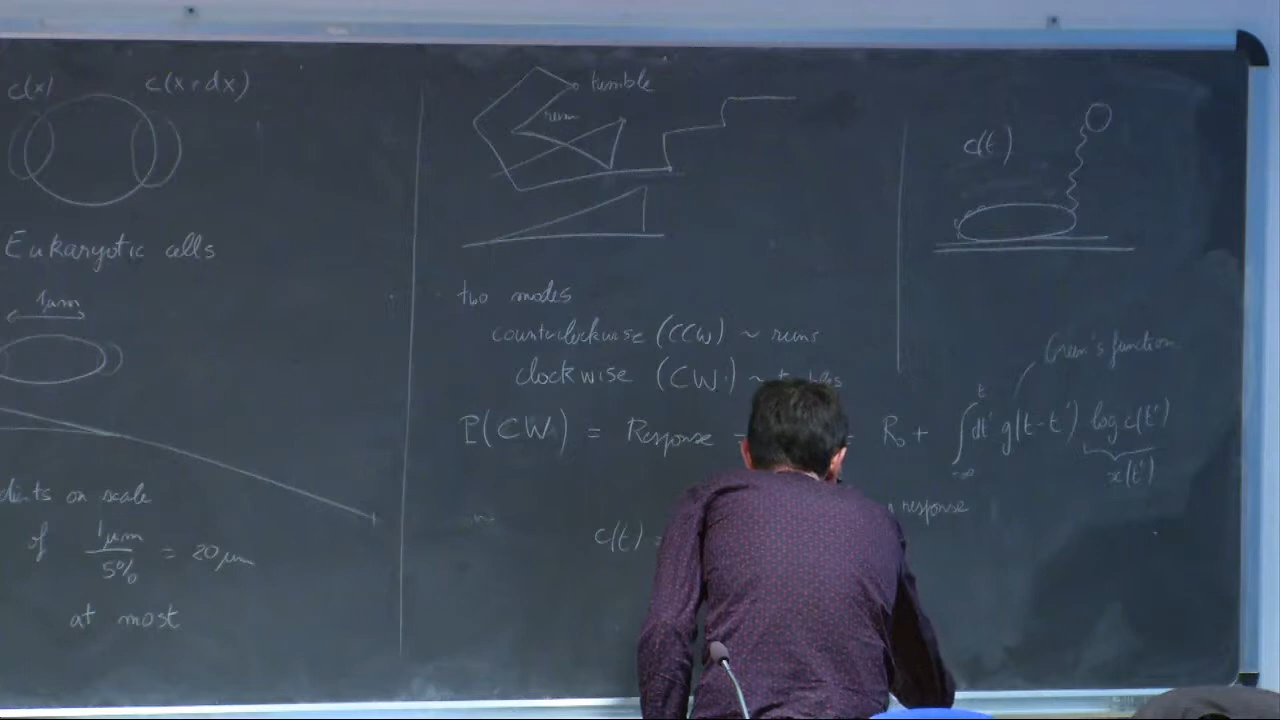 c(x) c(x+dx)
Eukaryotic cells
1μm
dients on scale
of 1μm / 5% = 20μm
at most
tumble
run
two modes
counterclockwise (CCW) ~ runs
clockwise (CW) ~
P(CW) = Response = R₀ + ∫_{-∞}^{t} dt' g(t-t') log c(t')
x(t')
Green's function
response
c(t) =
c(t)